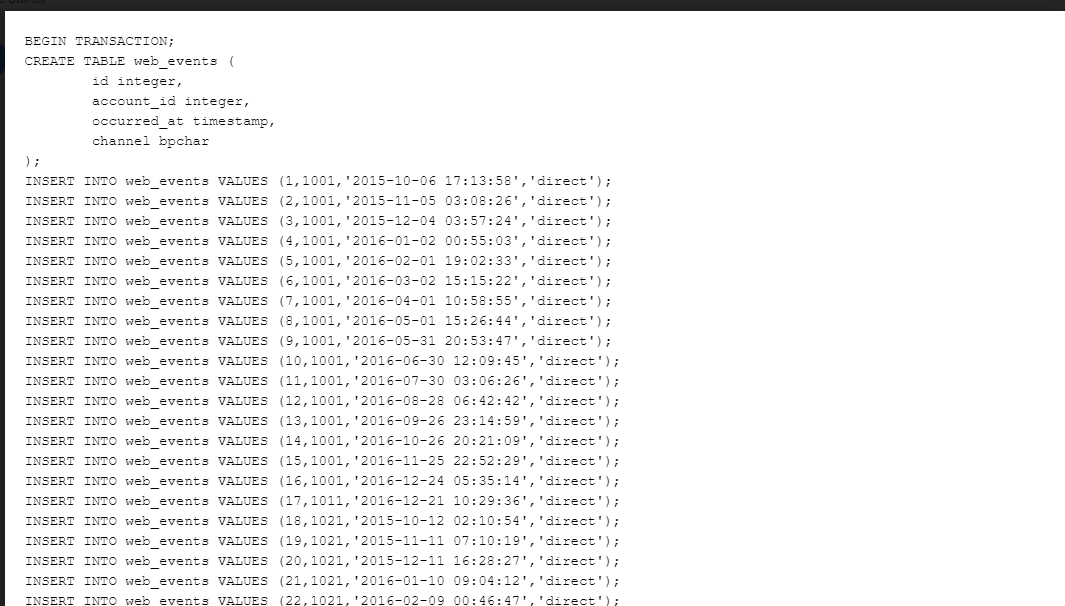 BEGIN TRANSACTION;
CREATE TABLE web_events (
id integer,
account_id integer,
occurred_at timestamp,
channel bpchar
);
INSERT INTO web_events VALUES (1,1001,'2015-10-06 17:13:58','direct');
INSERT INTO web_events VALUES (2,1001,'2015-11-05 03:08:26','direct');
INSERT INTO web_events VALUES (3,1001,'2015-12-04 03:57:24','direct');
INSERT INTO web_events VALUES (4,1001,'2016-01-02 00:55:03','direct');
INSERT INTO web_events VALUES (5,1001,'2016-02-01 19:02:33','direct');
INSERT INTO web_events VALUES (6,1001,'2016-03-02 15:15:22','direct');
INSERT INTO web_events VALUES (7,1001,'2016-04-01 10:58:55','direct');
INSERT INTO web_events VALUES (8,1001,'2016-05-01 15:26:44','direct');
INSERT INTO web_events VALUES (9,1001,'2016-05-31 20:53:47','direct');
INSERT INTO web_events VALUES (10,1001,'2016-06-30 12:09:45','direct');
INSERT INTO web_events VALUES (11,1001,'2016-07-30 03:06:26','direct');
INSERT INTO web_events VALUES (12,1001,'2016-08-28 06:42:42','direct');
INSERT INTO web_events VALUES (13,1001,'2016-09-26 23:14:59','direct');
INSERT INTO web_events VALUES (14,1001,'2016-10-26 20:21:09','direct');
INSERT INTO web_events VALUES (15,1001,'2016-11-25 22:52:29','direct');
INSERT INTO web_events VALUES (16,1001,'2016-12-24 05:35:14','direct');
INSERT INTO web_events VALUES (17,1011,'2016-12-21 10:29:36','direct');
INSERT INTO web_events VALUES (18,1021,'2015-10-12 02:10:54','direct');
INSERT INTO web_events VALUES (19,1021,'2015-11-11 07:10:19','direct');
INSERT INTO web_events VALUES (20,1021,'2015-12-11 16:28:27','direct');
INSERT INTO web_events VALUES (21,1021,'2016-01-10 09:04:12','direct');
INSERT INTO web_events VALUES (22,1021,'2016-02-09 00:46:47','direct');